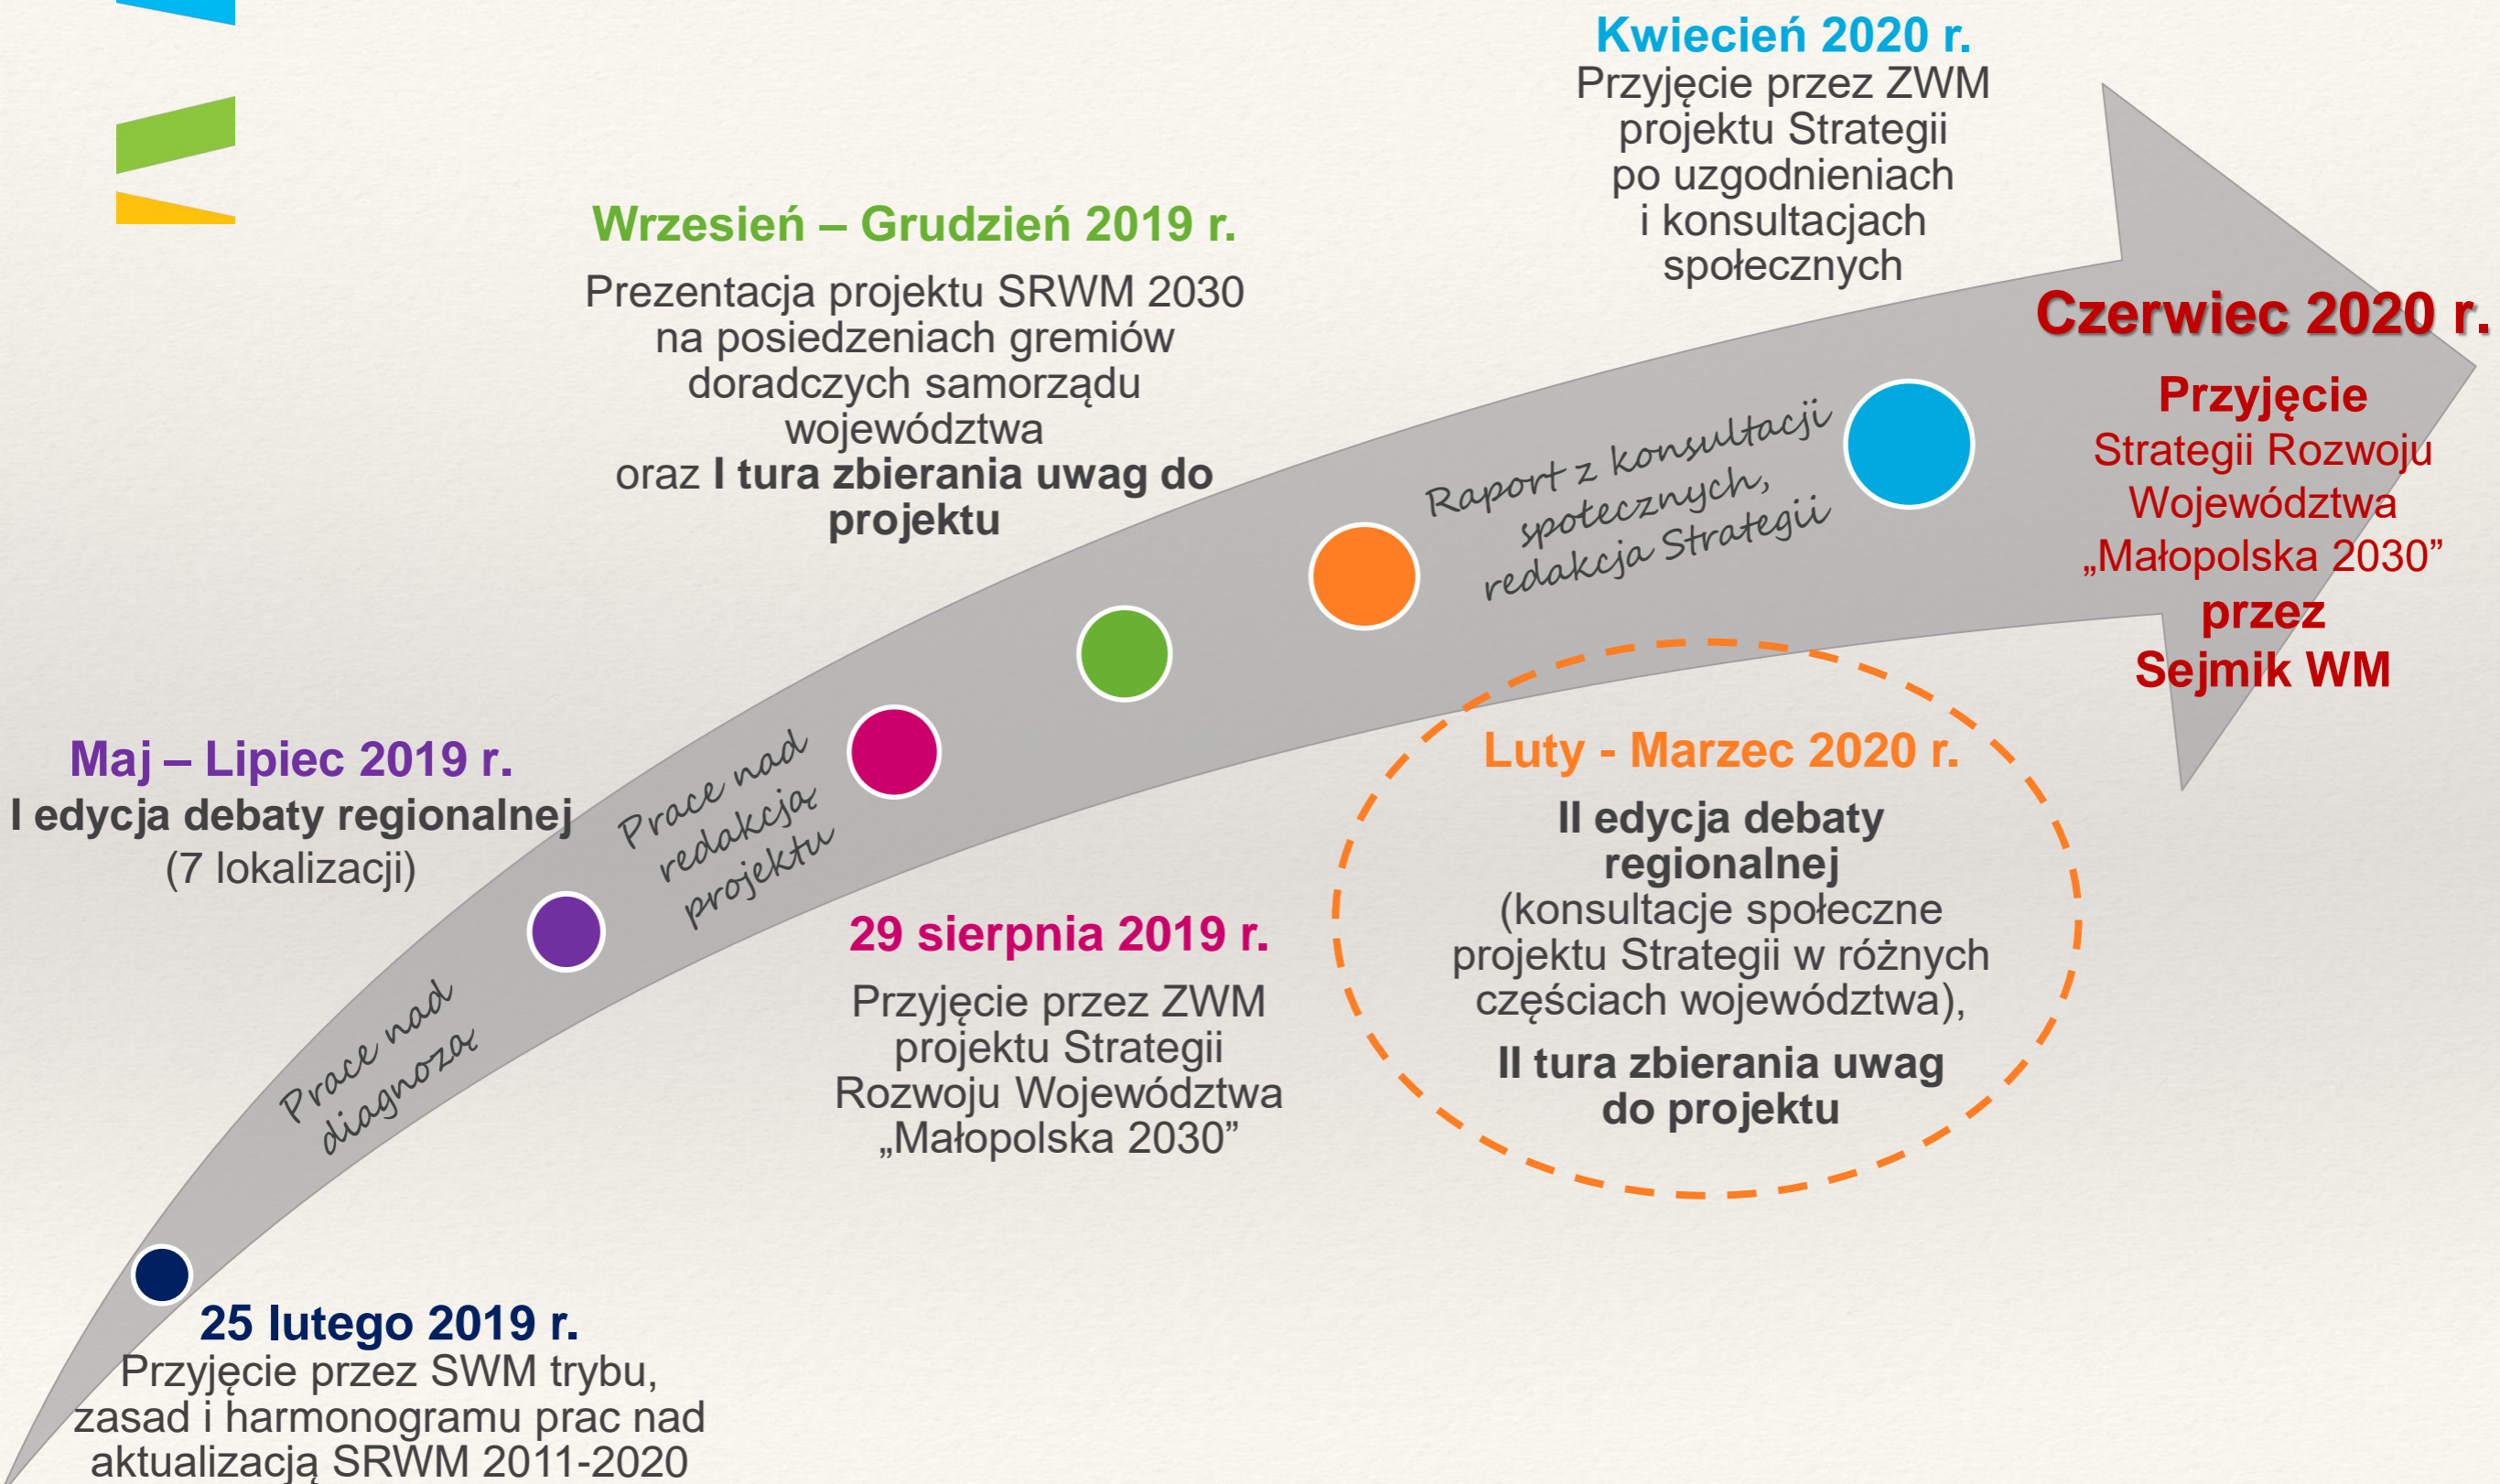 Kwiecień 2020 r.
Przyjęcie przez ZWM
projektu Strategii
po uzgodnieniach
i konsultacjach
społecznych
Wrzesień – Grudzień 2019 r.
Prezentacja projektu SRWM 2030
na posiedzeniach gremiów
doradczych samorządu
województwa
oraz I tura zbierania uwag do
projektu
Czerwiec 2020 r.
Przyjęcie
Strategii Rozwoju
Województwa
„Małopolska 2030”
przez
Sejmik WM
Raport z konsultacji
społecznych,
redakcja Strategii
Maj – Lipiec 2019 r.
I edycja debaty regionalnej
(7 lokalizacji)
Prace nad
redakcją
projektu
Luty - Marzec 2020 r.
II edycja debaty
regionalnej
(konsultacje społeczne
projektu Strategii w różnych
częściach województwa),
II tura zbierania uwag
do projektu
29 sierpnia 2019 r.
Przyjęcie przez ZWM
projektu Strategii
Rozwoju Województwa
„Małopolska 2030”
Prace nad
diagnozą
25 lutego 2019 r.
Przyjęcie przez SWM trybu,
zasad i harmonogramu prac nad
aktualizacją SRWM 2011-2020